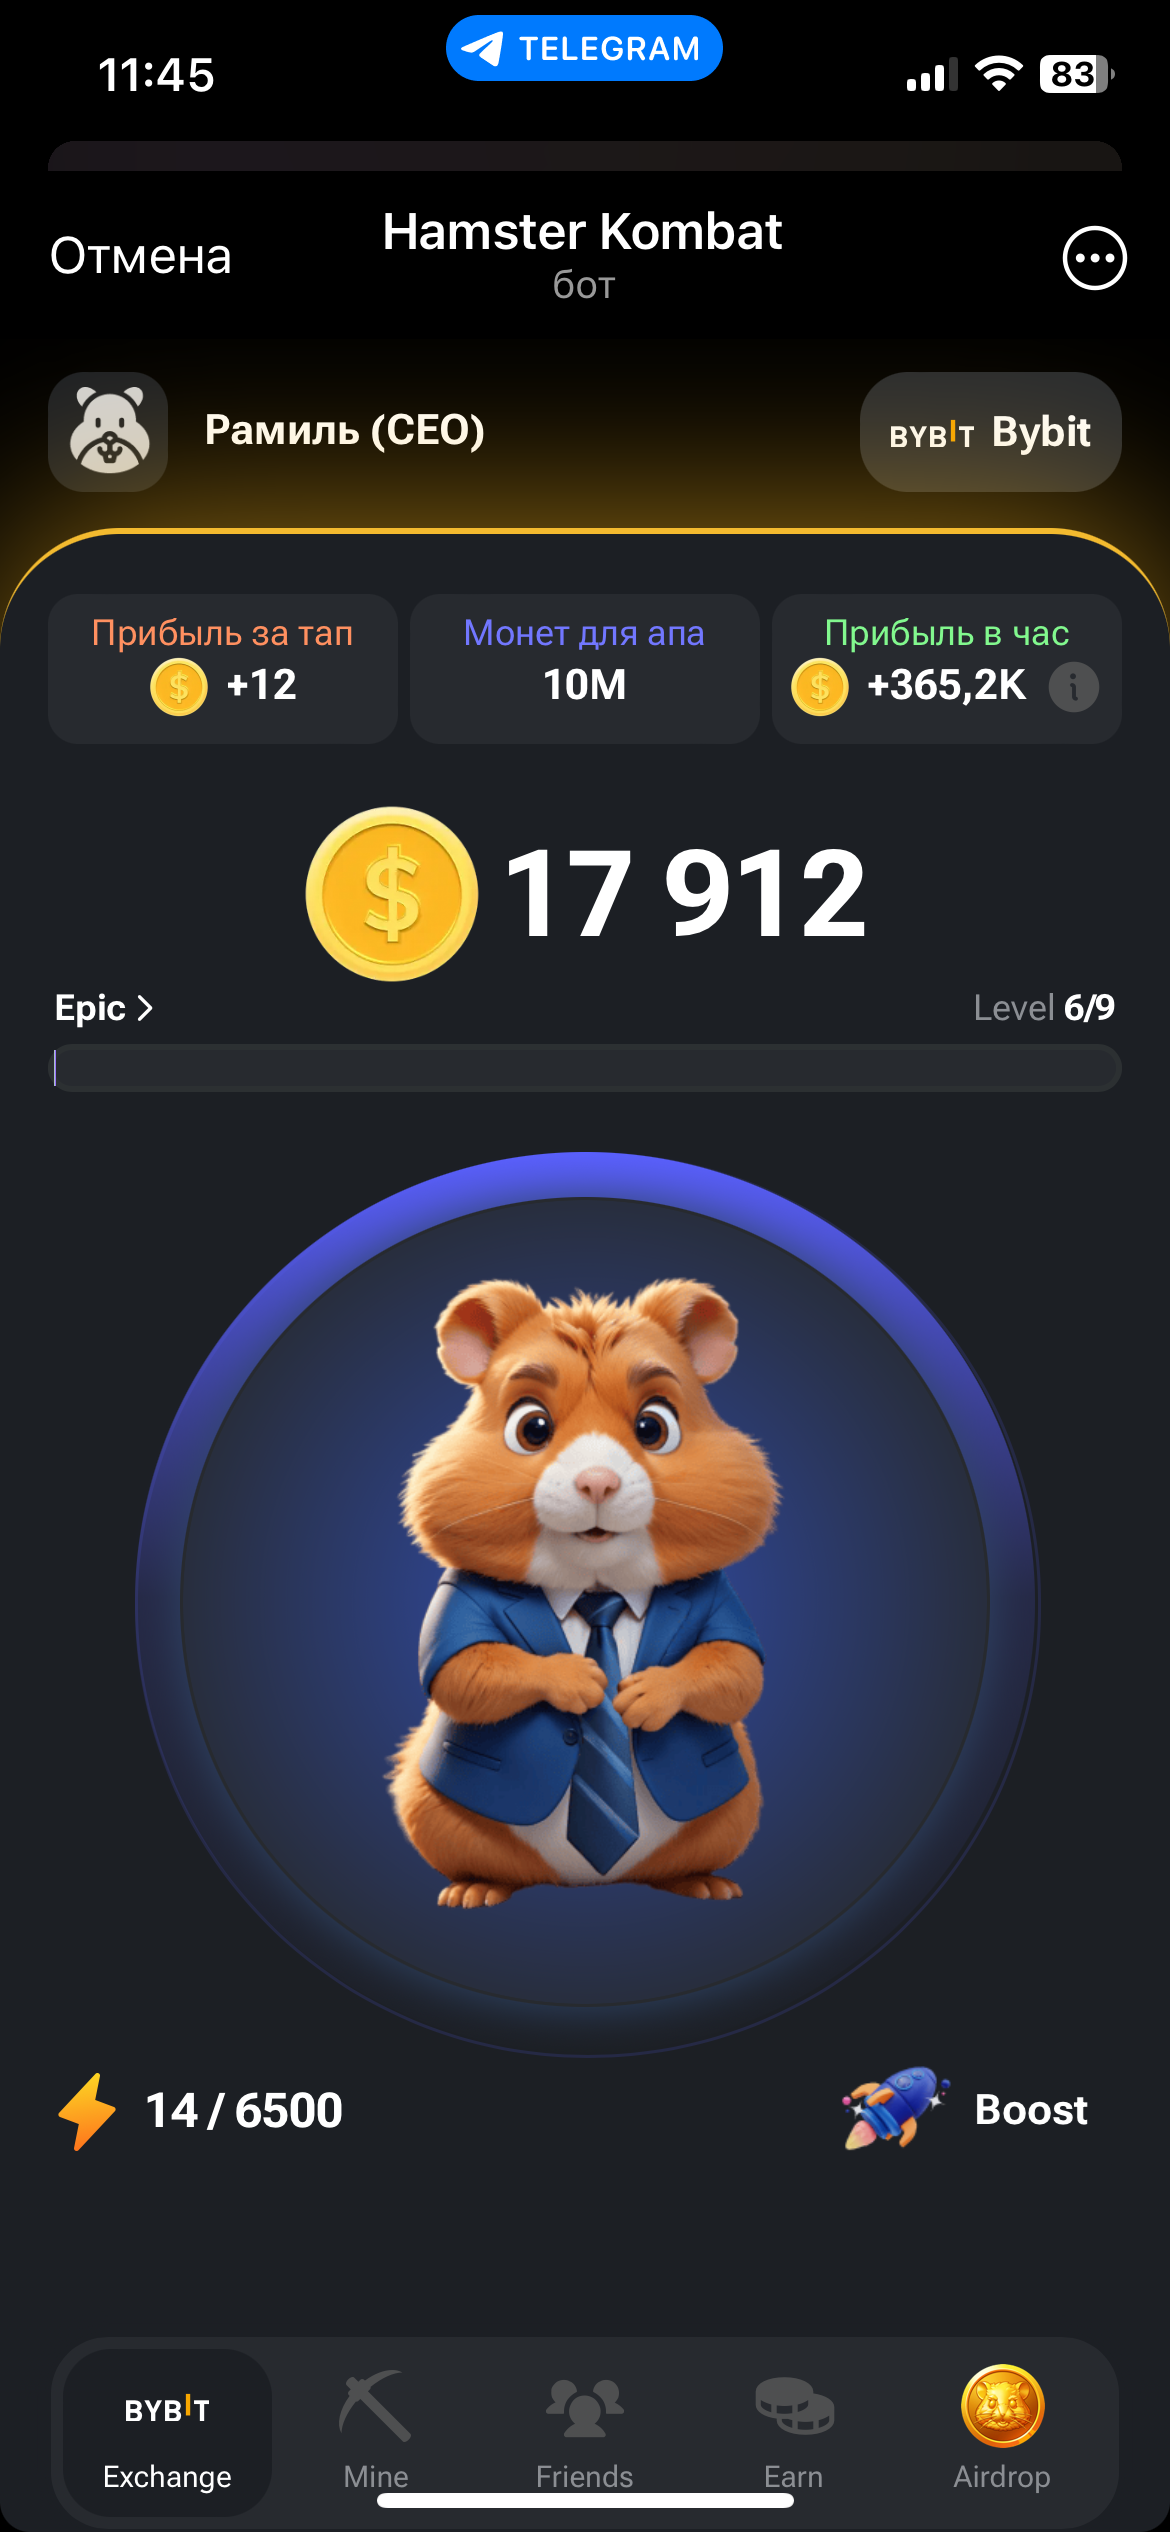 11:45
TELEGRAM
83
Отмена
Hamster Kombat
бот
Рамиль (CEO)
BYBIT Bybit
Прибыль за тап
+12
Монет для апа
10M
Прибыль в час
+365,2K
17 912
Epic >
Level 6/9
14 / 6500
Boost
BYBIT
Exchange
Mine
Friends
Earn
Airdrop